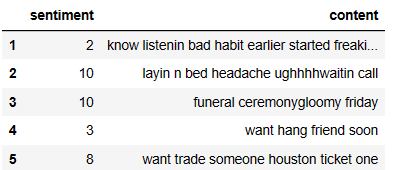 sentiment content
1 2 know listenin bad habit earlier started freaki...
2 10 layin n bed headache ughhhhwaitin call
3 10 funeral ceremonygloomy friday
4 3 want hang friend soon
5 8 want trade someone houston ticket one